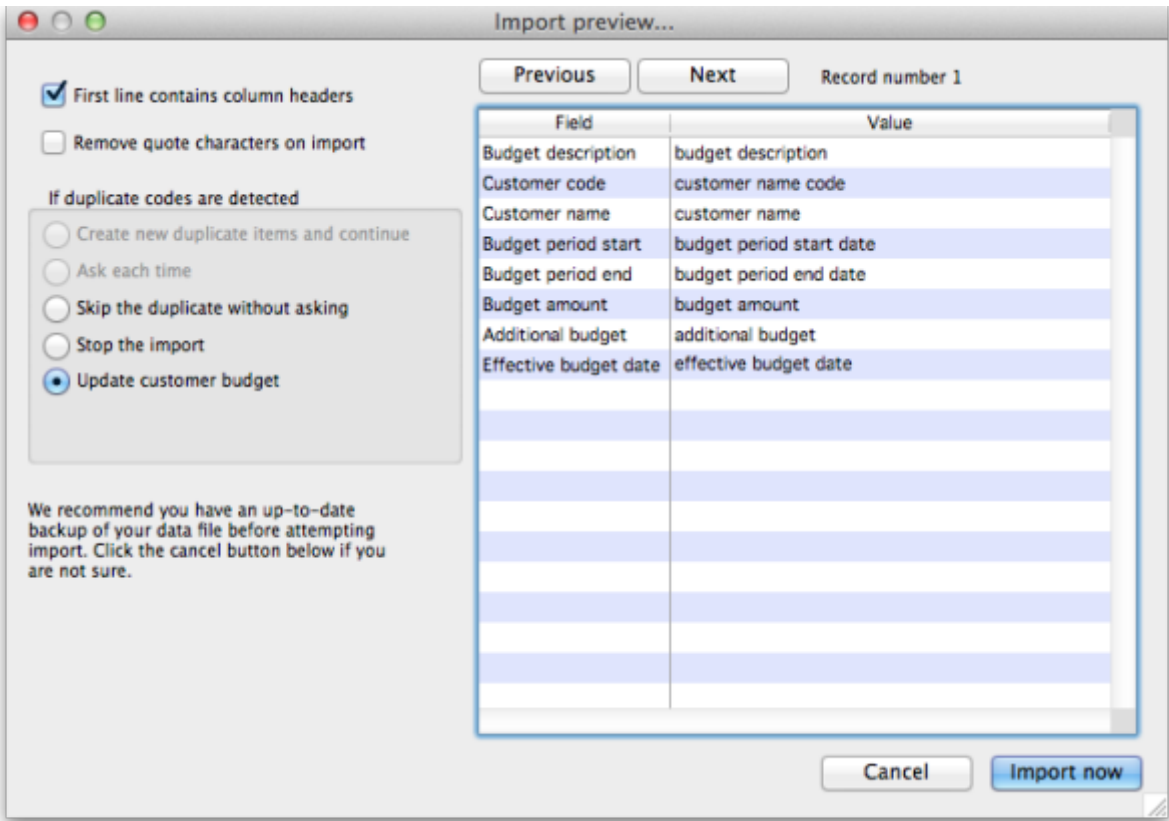 Import preview...
First line contains column headers
Remove quote characters on import
If duplicate codes are detected
Create new duplicate items and continue
Ask each time
Skip the duplicate without asking
Stop the import
Update customer budget
We recommend you have an up-to-date
backup of your data file before attempting
import. Click the cancel button below if you
are not sure.
Previous Next Record number 1
Field Value
Budget description budget description
Customer code customer name code
Customer name customer name
Budget period start budget period start date
Budget period end budget period end date
Budget amount budget amount
Additional budget additional budget
Effective budget date effective budget date
Cancel Import now